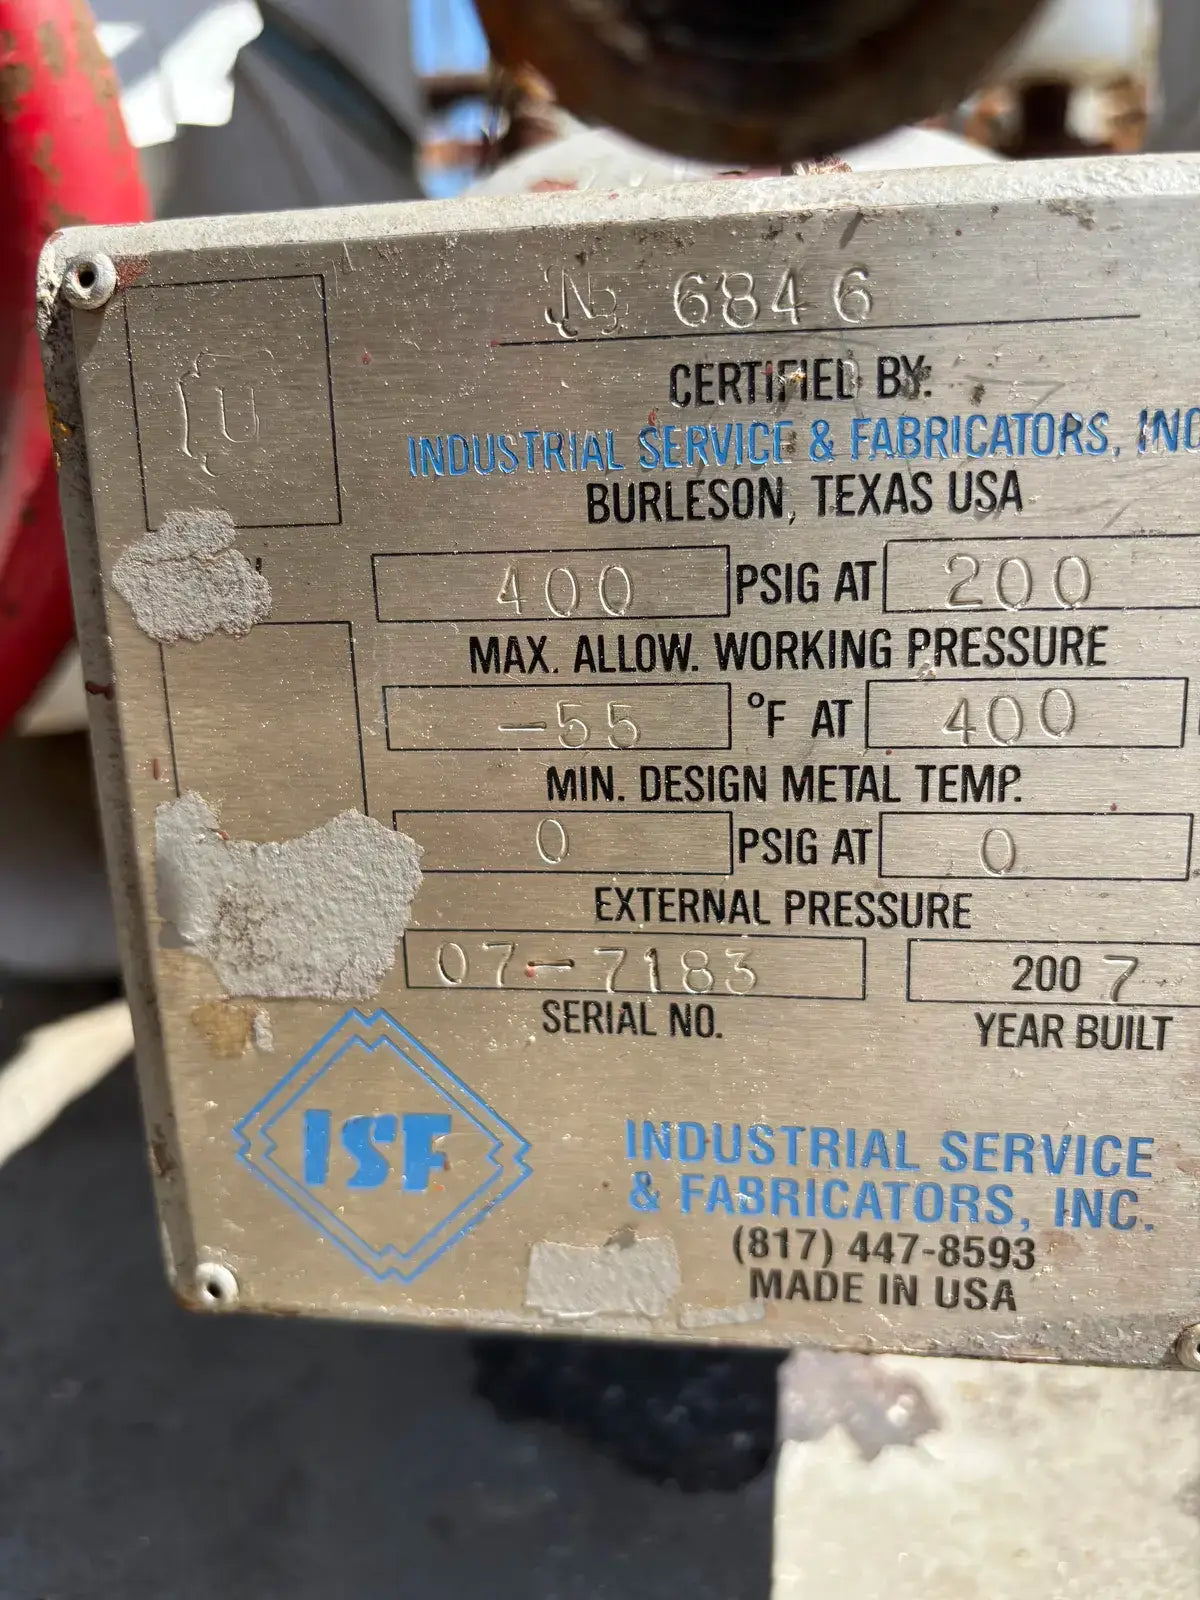 № 6846
U
CERTIFIED BY:
INDUSTRIAL SERVICE & FABRICATORS, INC
BURLESON, TEXAS USA
400 PSIG AT 200
MAX. ALLOW. WORKING PRESSURE
-55 °F AT 400
MIN. DESIGN METAL TEMP.
0 PSIG AT 0
EXTERNAL PRESSURE
07-7183 2007
SERIAL NO. YEAR BUILT
ISF
INDUSTRIAL SERVICE
& FABRICATORS, INC.
(817) 447-8593
MADE IN USA